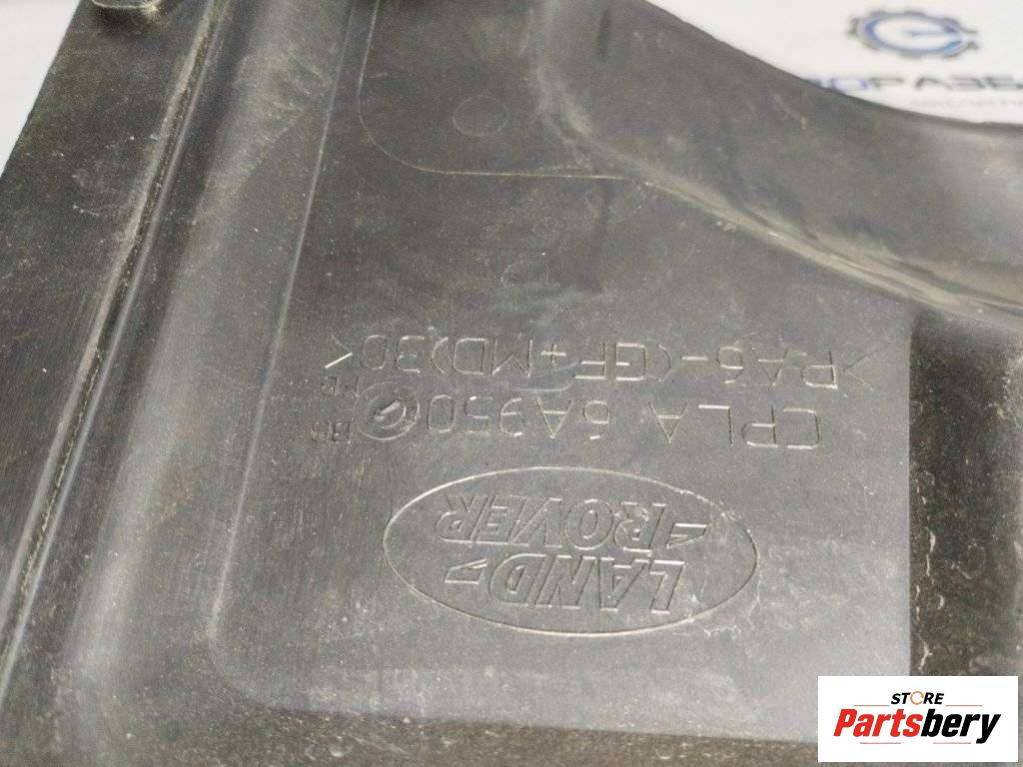 LAND
ROVER
CPLA 6A950
>PA6-(GF+MD)30<
STORE
Partsbery